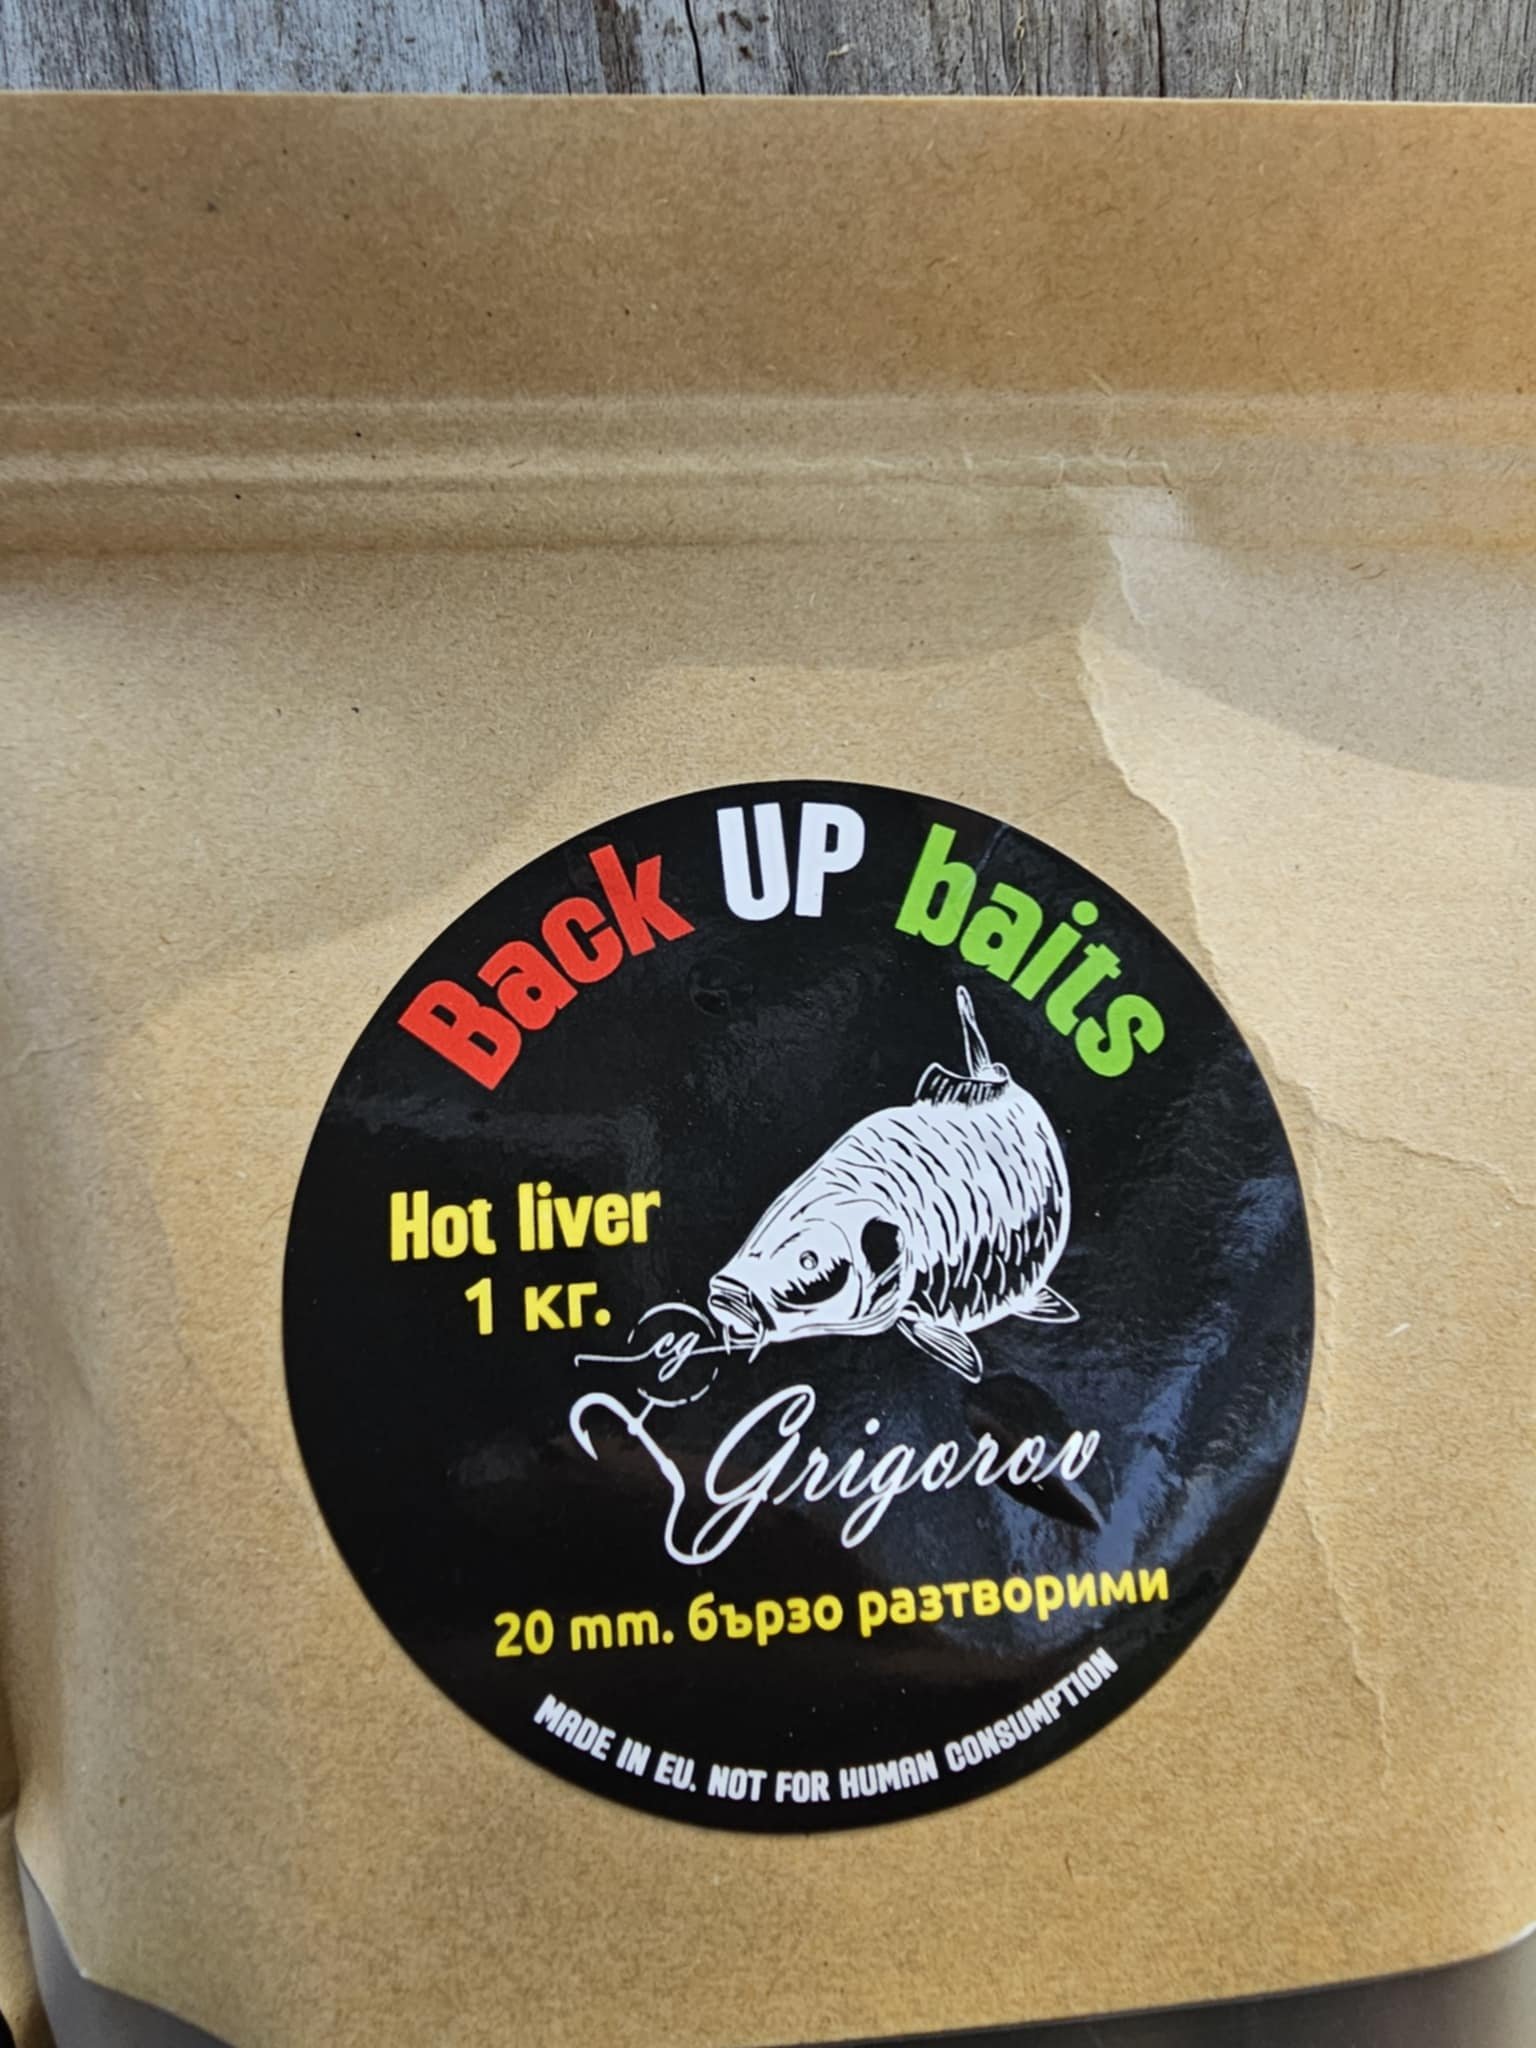 Back UP baits
Hot liver
1 кг.
cg
Grigorov
20 mm. бързо разтворими
MADE IN EU. NOT FOR HUMAN CONSUMPTION